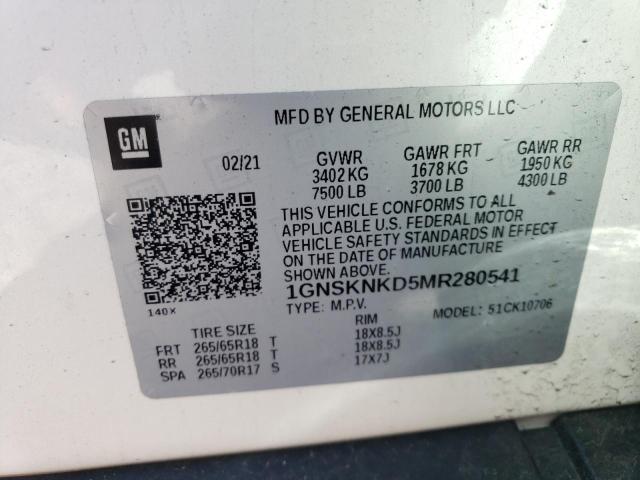 MFD BY GENERAL MOTORS LLC
GM
02/21
GVWR
3402 KG
7500 LB
GAWR FRT
1678 KG
3700 LB
GAWR RR
1950 KG
4300 LB
THIS VEHICLE CONFORMS TO ALL
APPLICABLE U.S. FEDERAL MOTOR
VEHICLE SAFETY STANDARDS IN EFFECT
ON THE DATE OF MANUFACTURE
SHOWN ABOVE.
1GNSKNKD5MR280541
TYPE: M.P.V.
MODEL: 51CK10706
140X
TIRE SIZE
RIM
FRT 265/65R18 T 18X8.5J
RR 265/65R18 T 18X8.5J
SPA 265/70R17 S 17X7J